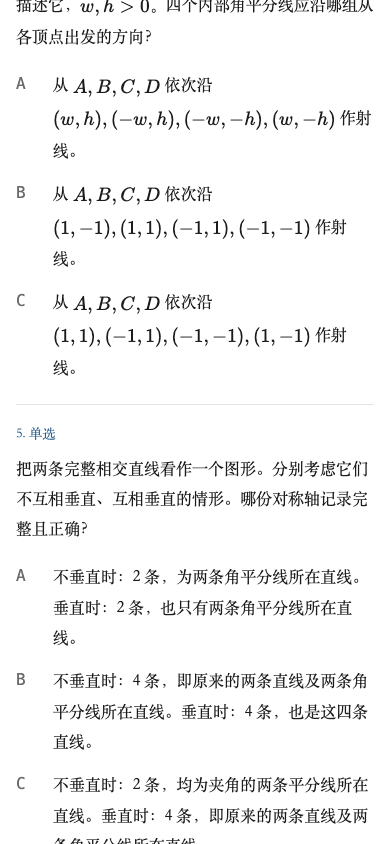 描述它，w, h > 0。四个内部角平分线应沿哪组从
各顶点出发的方向？
A 从 A, B, C, D 依次沿
(w, h), (−w, h), (−w, −h), (w, −h) 作射
线。
B 从 A, B, C, D 依次沿
(1, −1), (1, 1), (−1, 1), (−1, −1) 作射
线。
C 从 A, B, C, D 依次沿
(1, 1), (−1, 1), (−1, −1), (1, −1) 作射
线。
5. 单选
把两条完整相交直线看作一个图形。分别考虑它们
不互相垂直、互相垂直的情形。哪份对称轴记录完
整且正确？
A 不垂直时：2 条，为两条角平分线所在直线。
垂直时：2 条，也只有两条角平分线所在直
线。
B 不垂直时：4 条，即原来的两条直线及两条角
平分线所在直线。垂直时：4 条，也是这四条
直线。
C 不垂直时：2 条，均为夹角的两条平分线所在
直线。垂直时：4 条，即原来的两条直线及两
条角平分线所在直线。